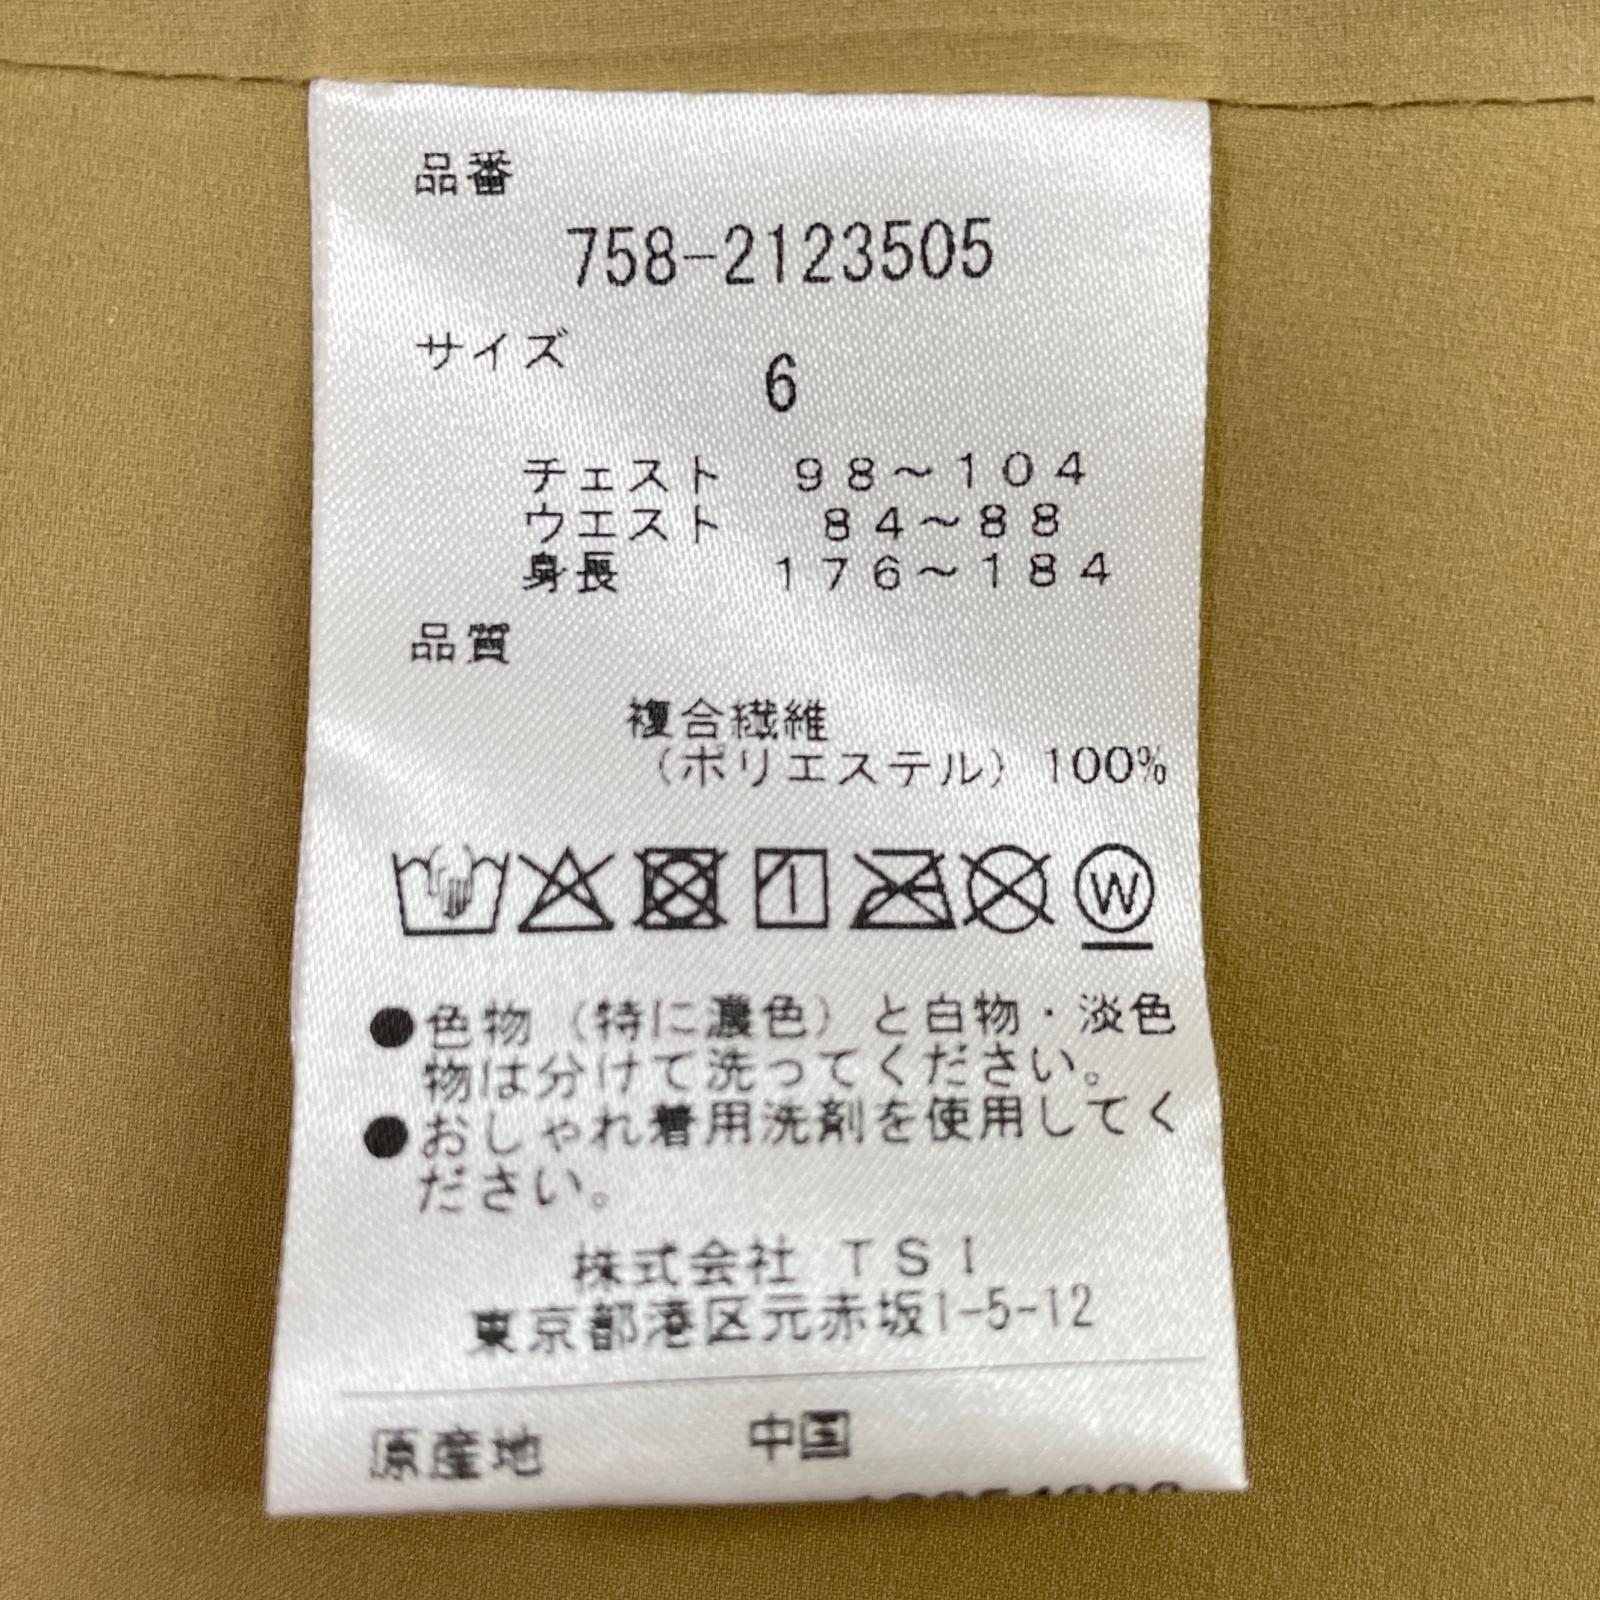 品番
758-2123505
サイズ
6
チェスト 98～104
ウエスト 84～88
身長 176～184
品質
複合繊維
（ポリエステル） 100%
W
●色物（特に濃色）と白物・淡色
物は分けて洗ってください。
●おしゃれ着用洗剤を使用してく
ださい。
株式会社 TSI
東京都港区元赤坂1-5-12
原産地 中国